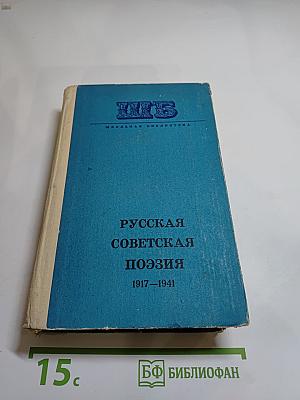 ШБ
ШКОЛЬНАЯ БИБЛИОТЕКА
РУССКАЯ
СОВЕТСКАЯ
ПОЭЗИЯ
1917—1941
15с
БФ БИБЛИОФАН